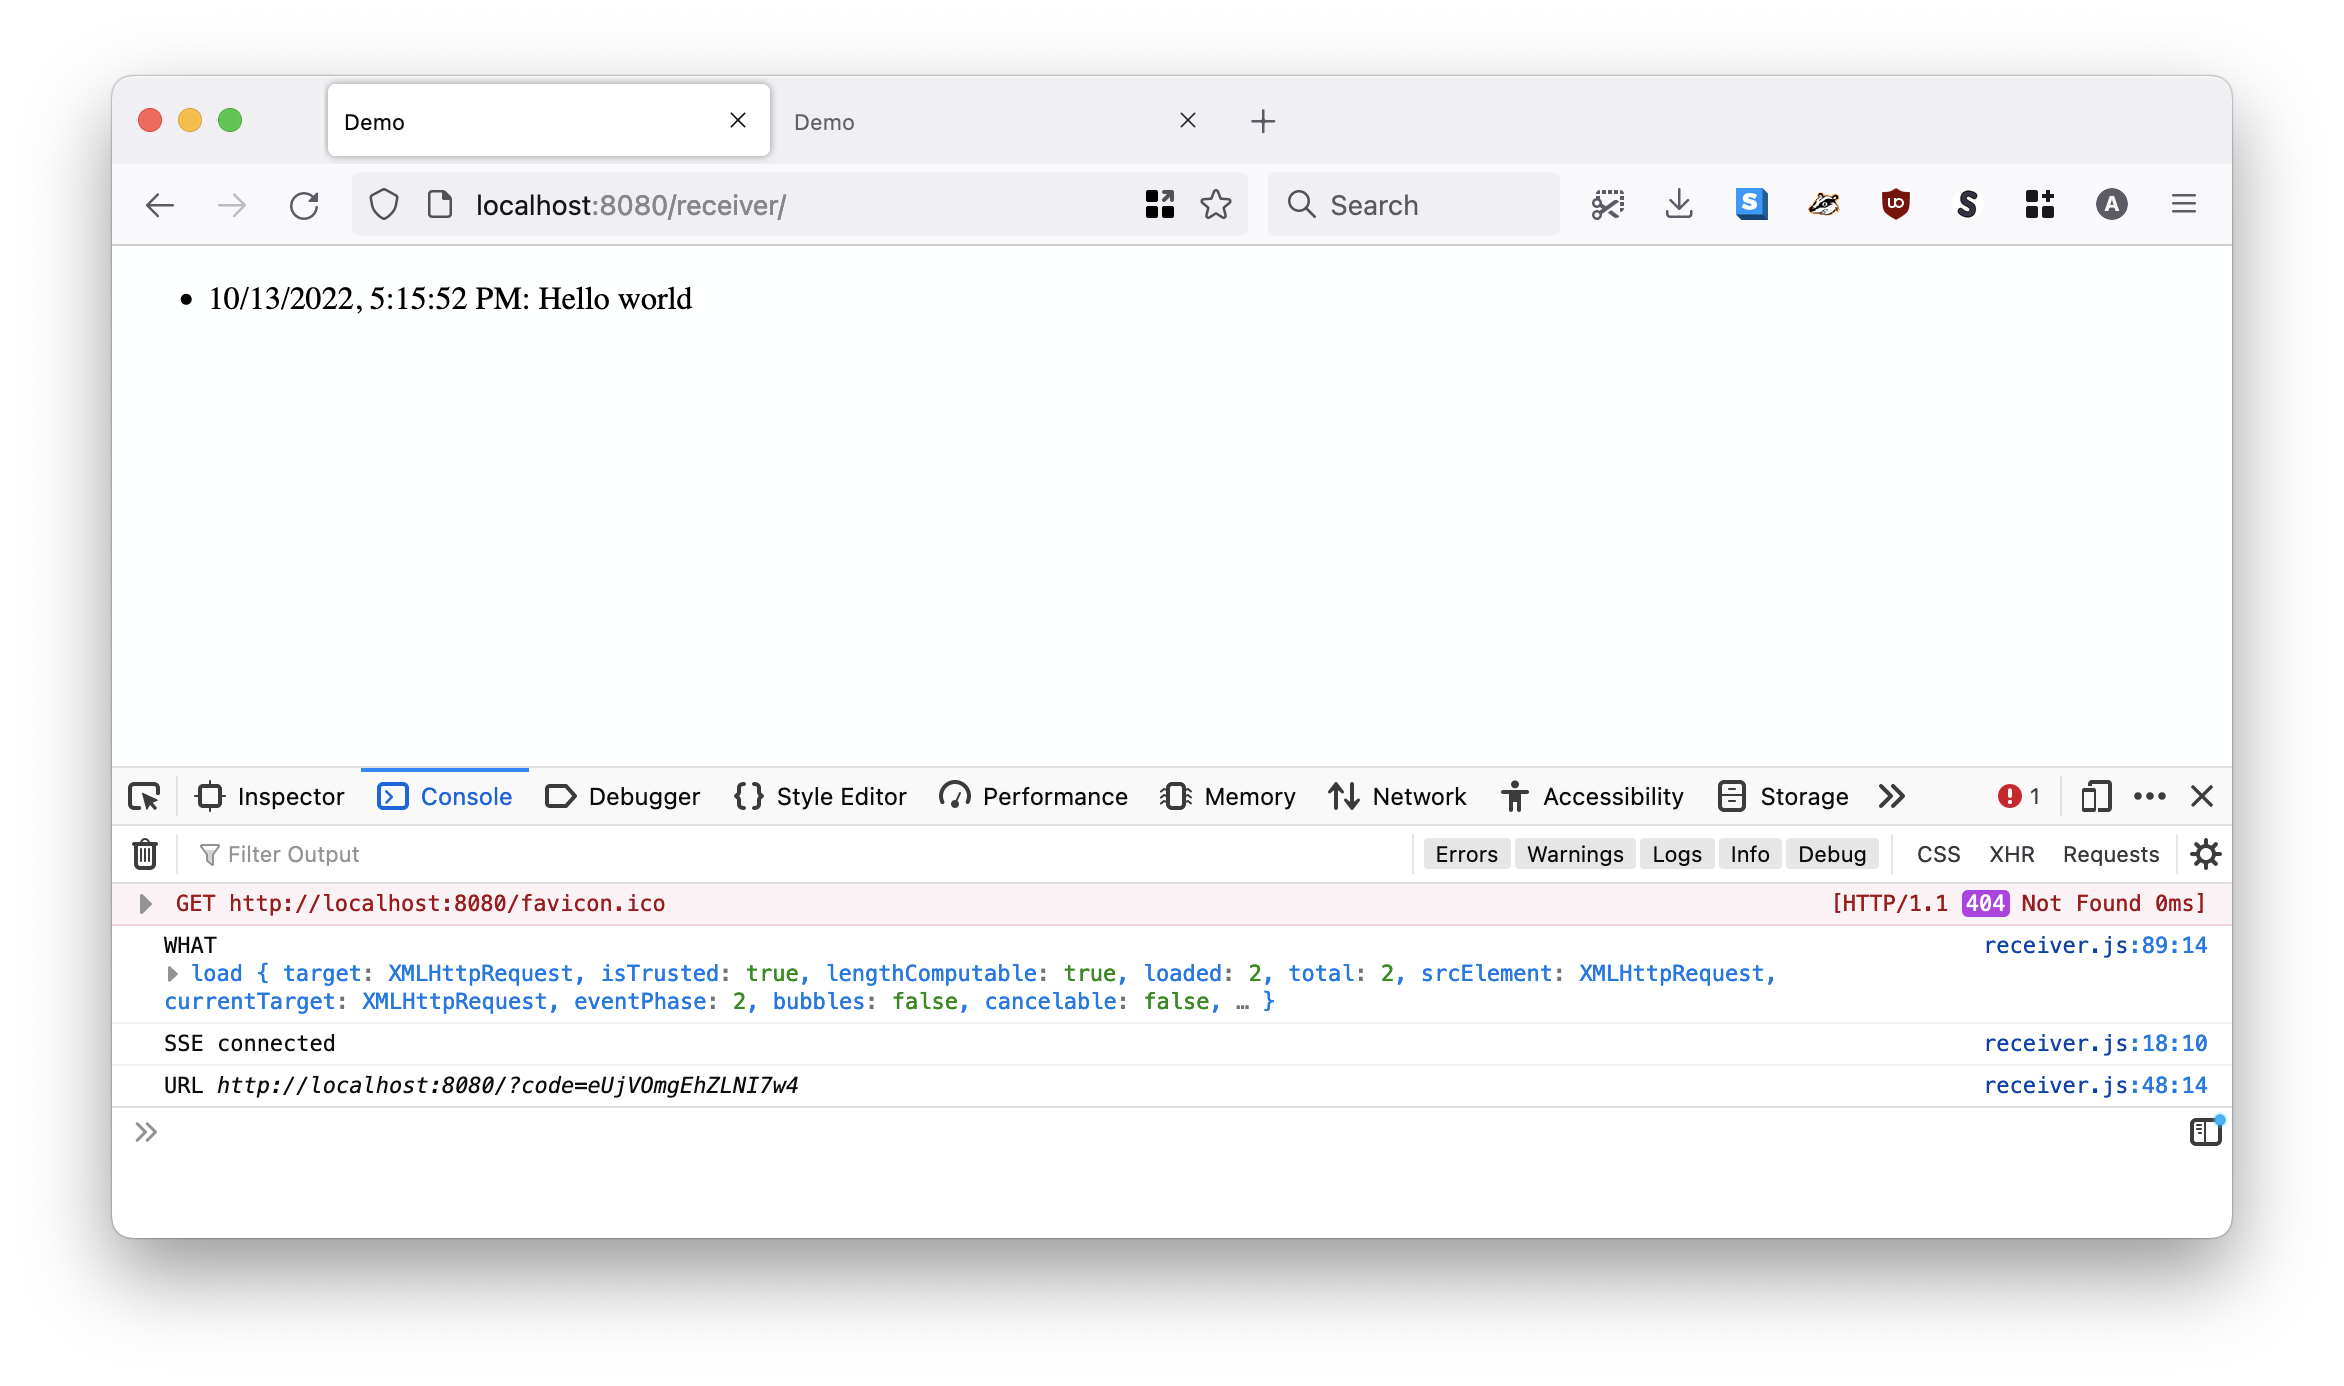 Demo
Demo
localhost:8080/receiver/
Search
S
UO
S
A
• 10/13/2022, 5:15:52 PM: Hello world
Inspector Console Debugger Style Editor Performance Memory Network Accessibility Storage 1
Filter Output Errors Warnings Logs Info Debug CSS XHR Requests
GET http://localhost:8080/favicon.ico [HTTP/1.1 404 Not Found 0ms]
WHAT receiver.js:89:14
load { target: XMLHttpRequest, isTrusted: true, lengthComputable: true, loaded: 2, total: 2, srcElement: XMLHttpRequest,
currentTarget: XMLHttpRequest, eventPhase: 2, bubbles: false, cancelable: false, … }
SSE connected receiver.js:18:10
URL http://localhost:8080/?code=eUjVOmgEhZLNI7w4 receiver.js:48:14